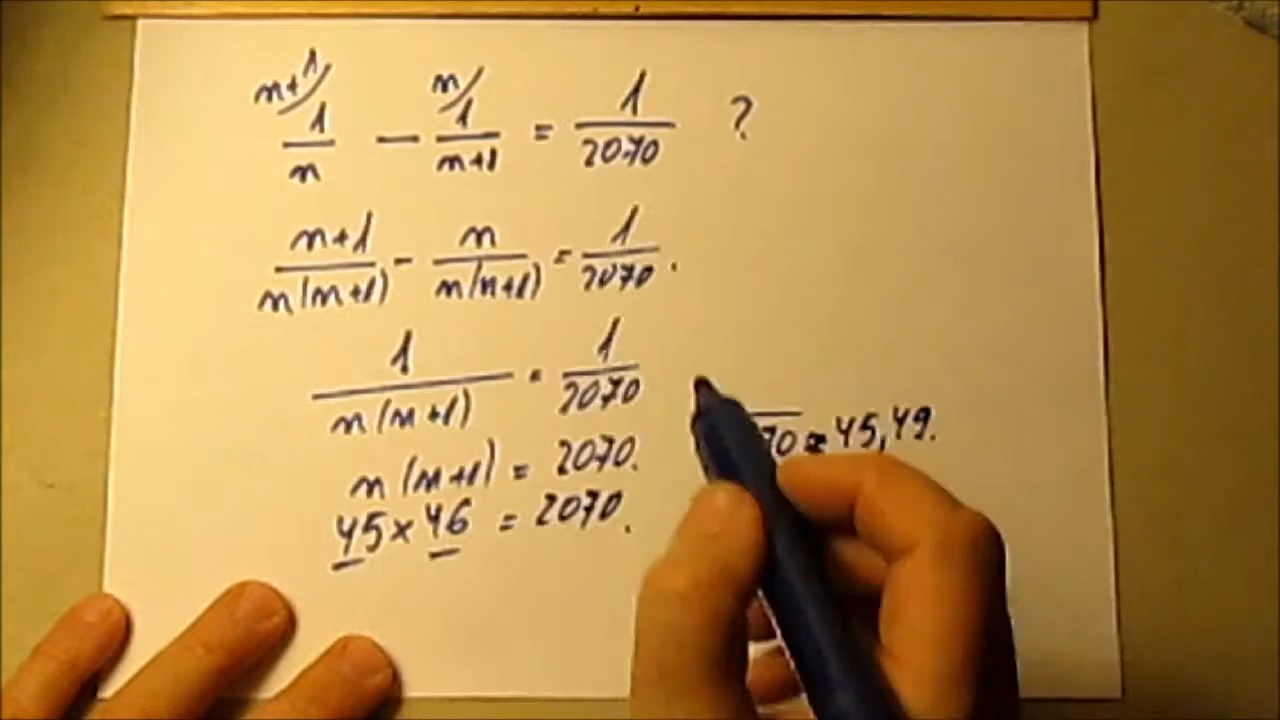 n+1/ n/
1/n − 1/n+1 = 1/2070 ?
n+1/n(n+1) − n/n(n+1) = 1/2070.
1/n(n+1) = 1/2070
70 ≈ 45,49.
n(n+1) = 2070.
45×46 = 2070.